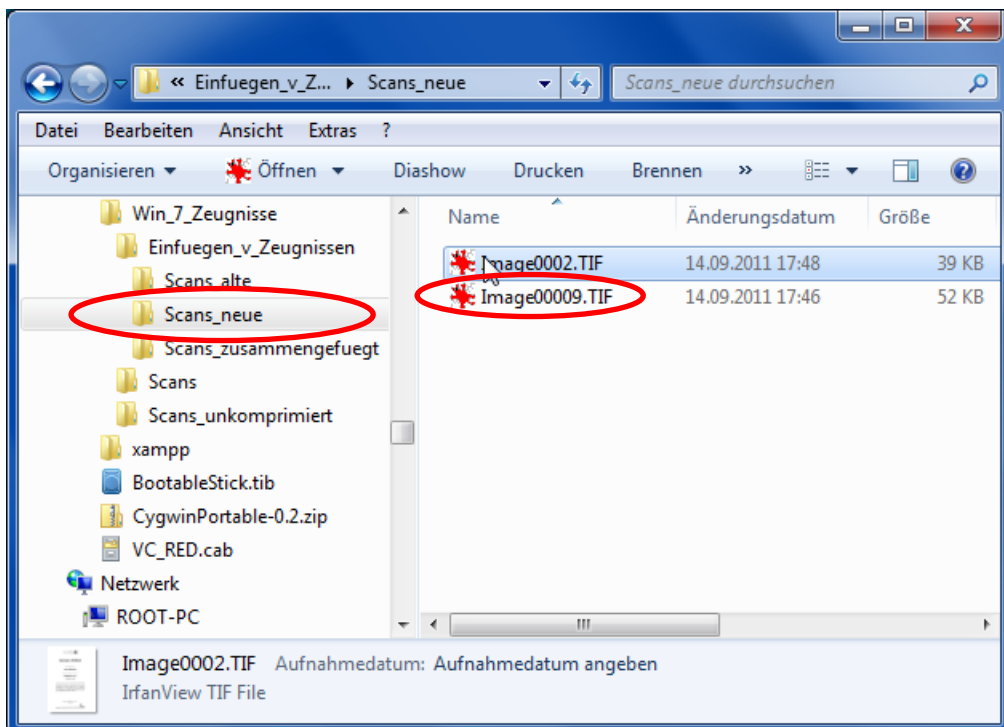 « Einfuegen_v_Z... Scans_neue Scans_neue durchsuchen
Datei Bearbeiten Ansicht Extras ?
Organisieren Öffnen Diashow Drucken Brennen »
Win_7_Zeugnisse
Einfuegen_v_Zeugnissen
Scans_alte
Scans_neue
Scans_zusammengefuegt
Scans
Scans_unkomprimiert
xampp
BootableStick.tib
CygwinPortable-0.2.zip
VC_RED.cab
Netzwerk
ROOT-PC
Name Änderungsdatum Größe
Image0002.TIF 14.09.2011 17:48 39 KB
Image00009.TIF 14.09.2011 17:46 52 KB
Image0002.TIF Aufnahmedatum: Aufnahmedatum angeben
IrfanView TIF File